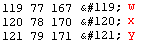 119 77 167 &#119; w
120 78 170 &#120; x
121 79 171 &#121; y